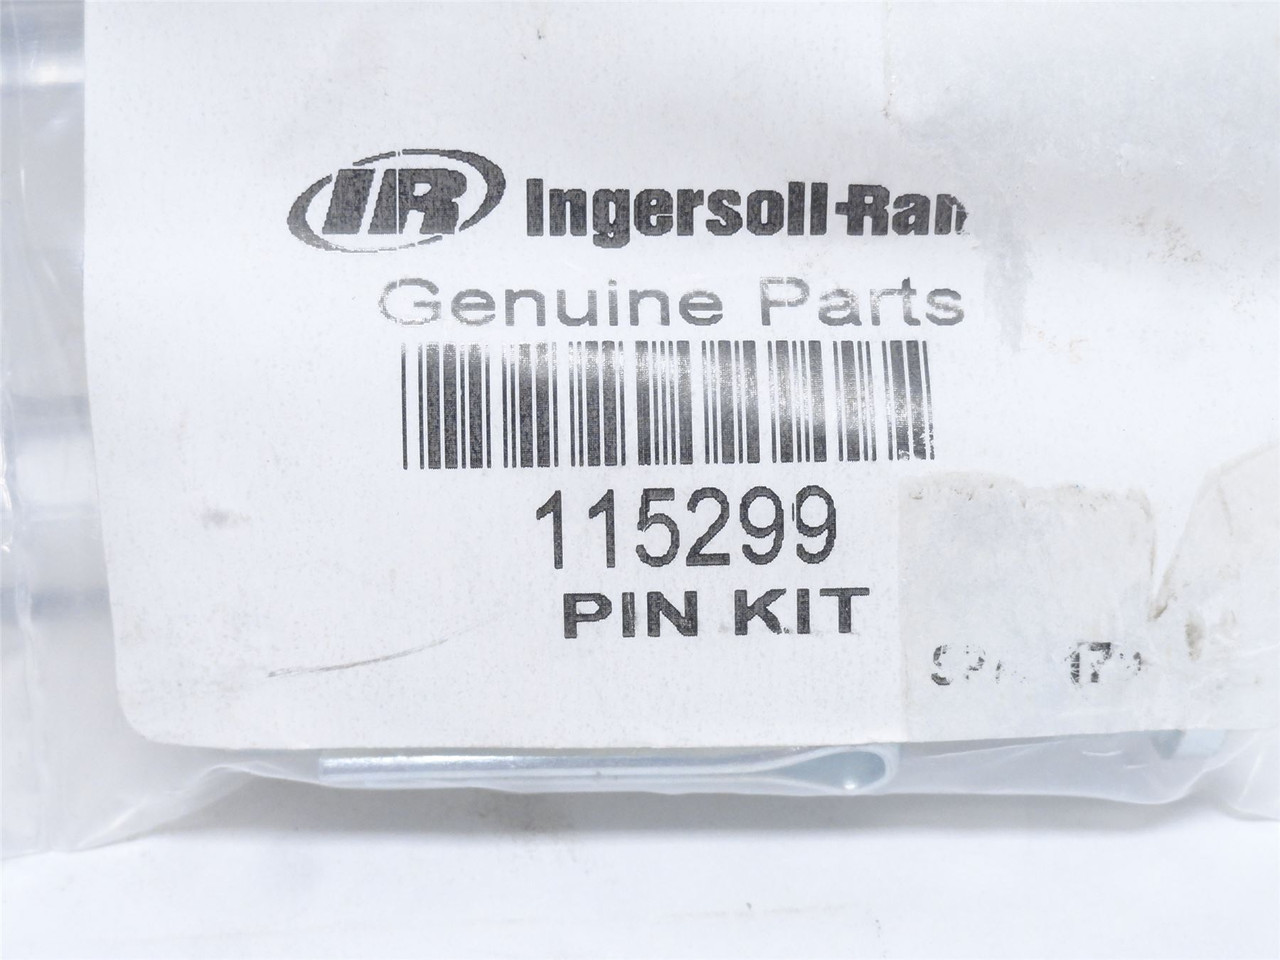 IR Ingersoll-Ran
Genuine Parts
115299
PIN KIT